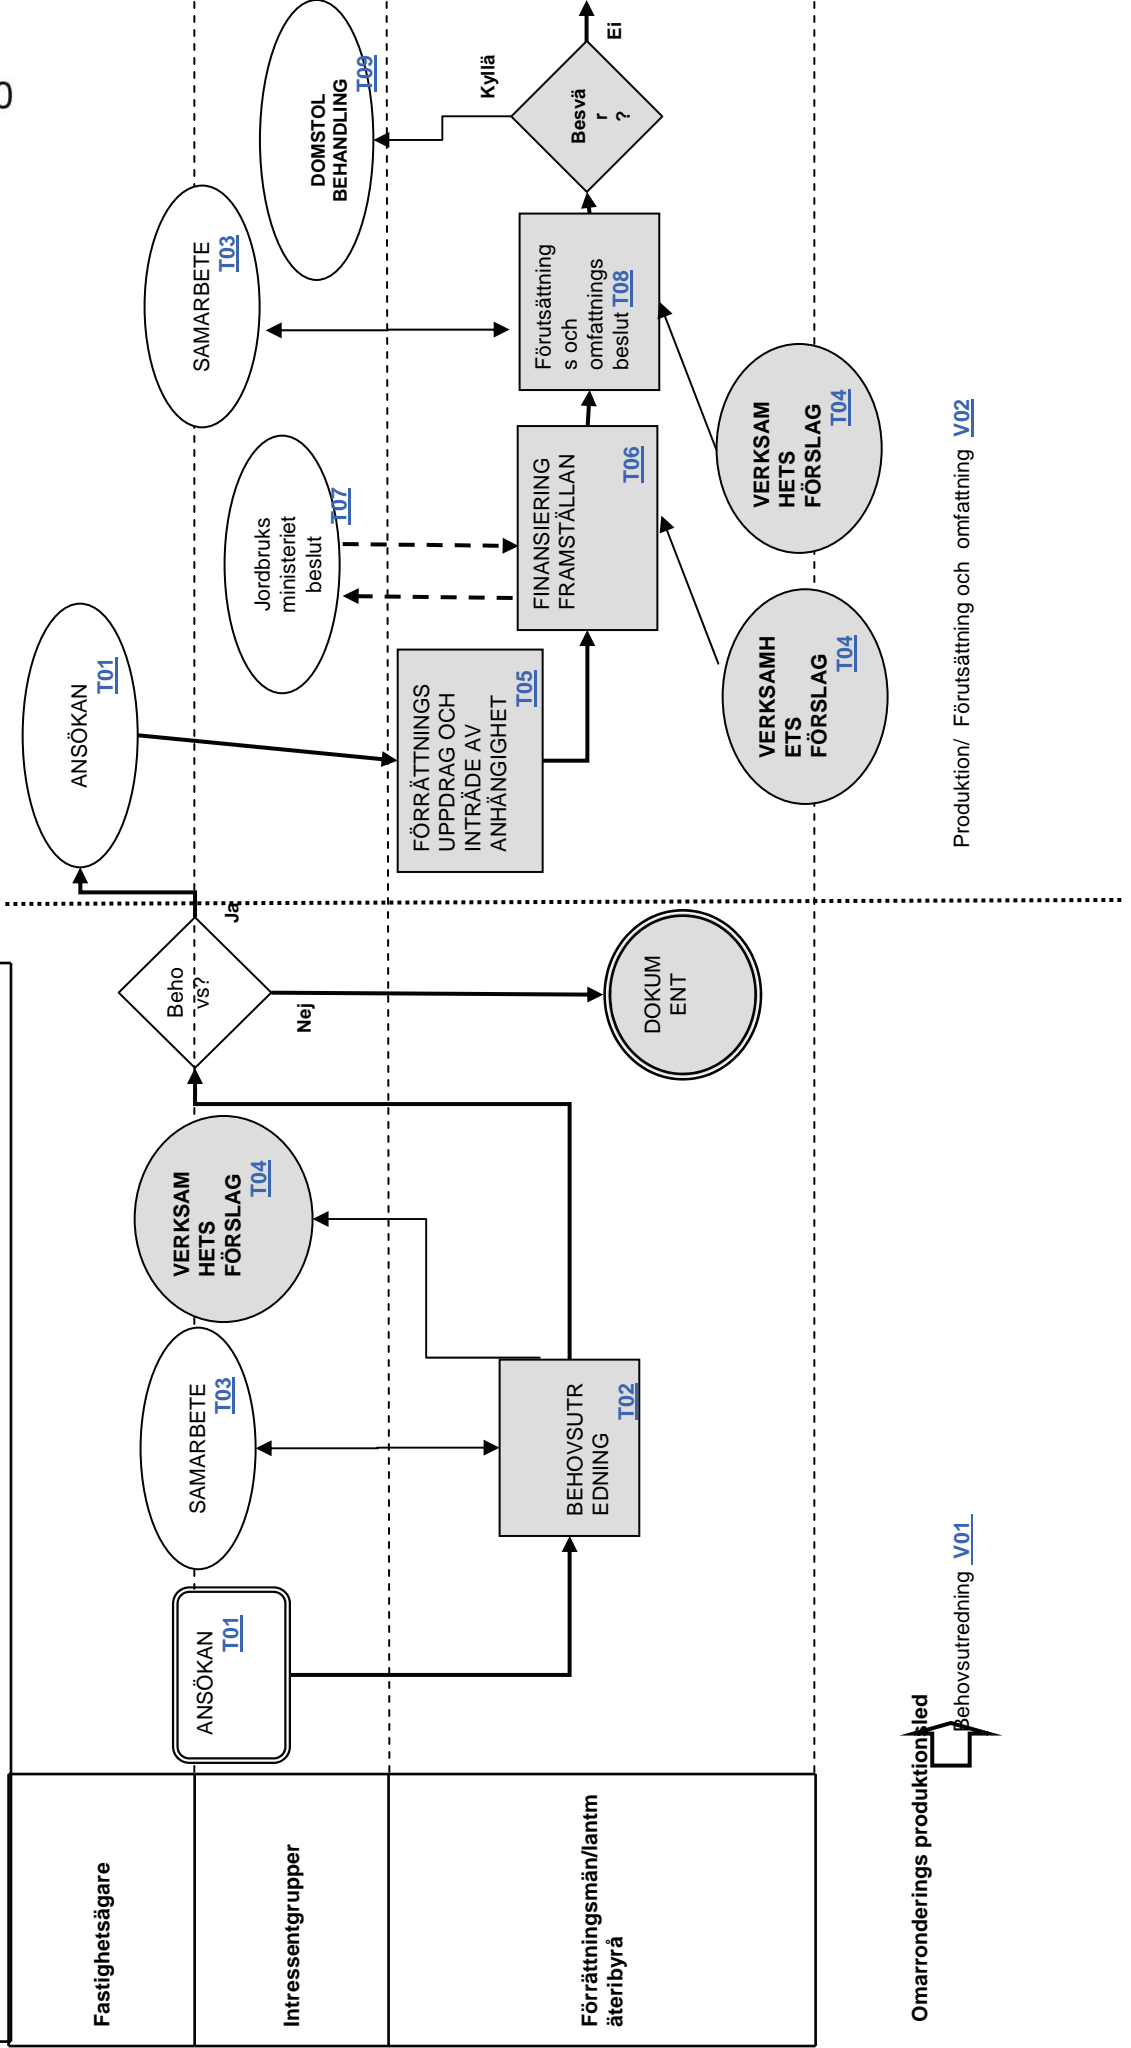 0
Fastighetsägare
Intressentgrupper
Förrättningsmän/lantm
äteribyrå
ANSÖKAN
T01
SAMARBETE
T03
VERKSAM
HETS
FÖRSLAG
T04
BEHOVSUTR
EDNING
T02
Beho
vs?
Ja
Nej
DOKUM
ENT
ANSÖKAN
T01
FÖRRÄTTNINGS
UPPDRAG OCH
INTRÄDE AV
ANHÄNGIGHET
T05
Jordbruks
ministeriet
beslut
T07
FINANSIERING
FRAMSTÄLLAN
T06
VERKSAMH
ETS
FÖRSLAG
T04
SAMARBETE
T03
Förutsättning
s och
omfattnings
beslut T08
VERKSAM
HETS
FÖRSLAG
T04
DOMSTOL
BEHANDLING
T09
Besvä
r
?
Kyllä
Ei
Omarronderings produktionsled
Behovsutredning V01
Produktion/ Förutsättning och omfattning V02